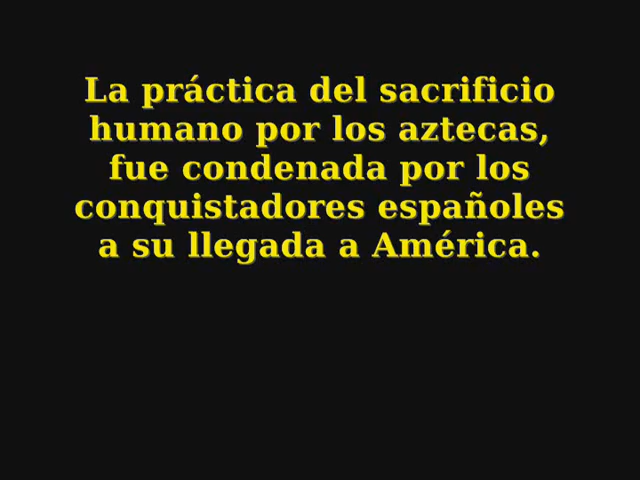 La práctica del sacrificio
humano por los aztecas,
fue condenada por los
conquistadores españoles
a su llegada a América.